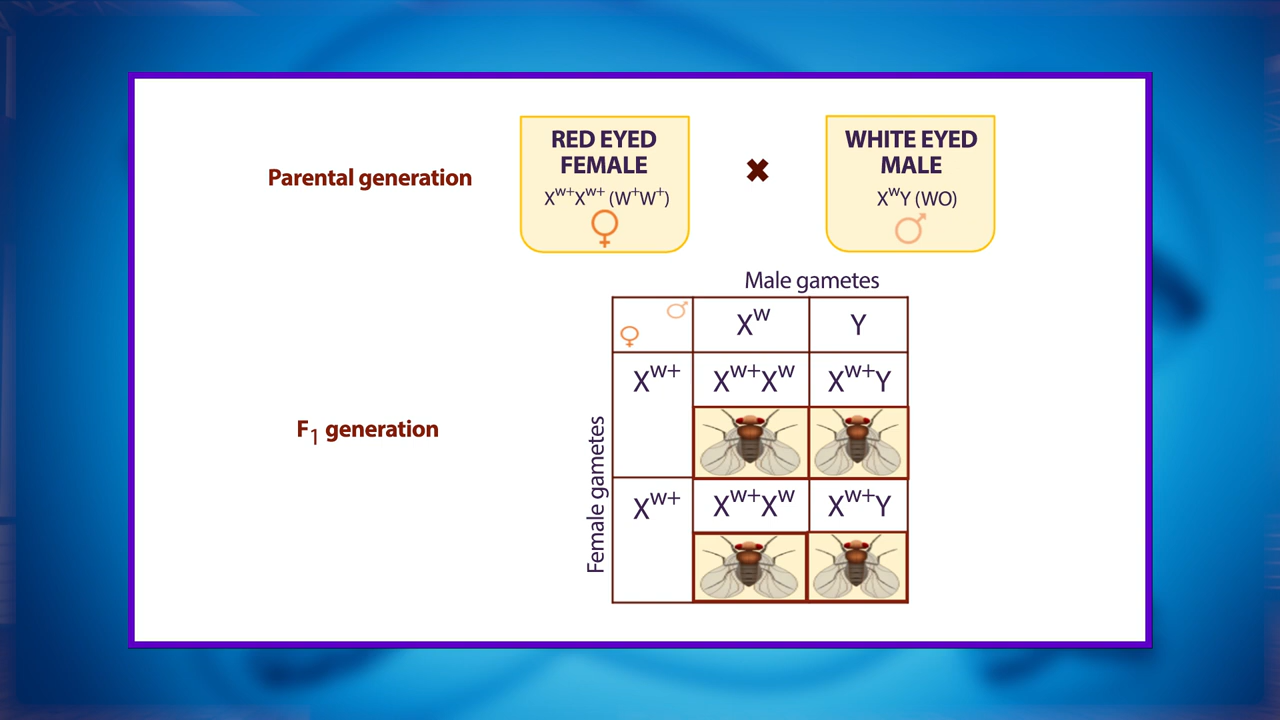 RED EYED
FEMALE
X^w+X^w+ (W^+W^+)
WHITE EYED
MALE
X^wY (WO)
Parental generation
Male gametes
X^w Y
X^w+ X^w+X^w X^w+Y
F₁ generation
Female gametes
X^w+ X^w+X^w X^w+Y